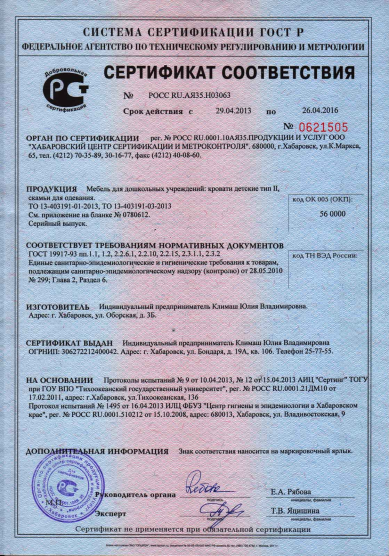 СИСТЕМА СЕРТИФИКАЦИИ ГОСТ Р
ФЕДЕРАЛЬНОЕ АГЕНТСТВО ПО ТЕХНИЧЕСКОМУ РЕГУЛИРОВАНИЮ И МЕТРОЛОГИИ
Добровольная сертификация
СЕРТИФИКАТ СООТВЕТСТВИЯ
№ РОСС RU.АЯ35.Н03063
Срок действия с 29.04.2013 по 26.04.2016
№ 0621505
ОРГАН ПО СЕРТИФИКАЦИИ рег. № РОСС RU.0001.10АЯ35.ПРОДУКЦИИ И УСЛУГ ООО
"ХАБАРОВСКИЙ ЦЕНТР СЕРТИФИКАЦИИ И МЕТРОКОНТРОЛЯ". 680000, г.Хабаровск, ул.К.Маркса,
65, тел. (4212) 70-35-89, 30-16-77, факс (4212) 40-08-60.
ПРОДУКЦИЯ Мебель для дошкольных учреждений: кровати детские тип II,
скамьи для одевания.
ТО 13-403191-01-2013, ТО 13-403191-03-2013
См. приложение на бланке № 0780612.
Серийный выпуск.
код ОК 005 (ОКП):
56 0000
СООТВЕТСТВУЕТ ТРЕБОВАНИЯМ НОРМАТИВНЫХ ДОКУМЕНТОВ
ГОСТ 19917-93 пп.1.1, 1.2, 2.2.6.1, 2.2.10, 2.2.15, 2.3.1.1, 2.3.2
Единые санитарно-эпидемиологические и гигиенические требования к товарам,
подлежащим санитарно-эпидемиологическому надзору (контролю) от 28.05.2010
№ 299; Глава 2, Раздел 6.
код ТН ВЭД России:
ИЗГОТОВИТЕЛЬ Индивидуальный предприниматель Климаш Юлия Владимировна
Адрес: г. Хабаровск, ул. Оборская, д. 3Б.
СЕРТИФИКАТ ВЫДАН Индивидуальный предприниматель Климаш Юлия Владимировна
ОГРНИП: 306272212400042. Адрес: г. Хабаровск, ул. Бондаря, д. 19А, кв. 106. Телефон 25-77-55.
НА ОСНОВАНИИ Протоколы испытаний № 9 от 10.04.2013, № 12 от 15.04.2013 АИЦ "Сертинг" ТОГУ
при ГОУ ВПО "Тихоокеанский государственный университет", рег. № РОСС RU.0001.21ДМ10 от
17.02.2011, адрес: г.Хабаровск, ул.Тихоокеанская, 136
Протокол испытаний № 1495 от 16.04.2013 ИЛЦ ФБУЗ "Центр гигиены и эпидемиологии в Хабаровском
крае", рег. № РОСС RU.0001.510212 от 15.10.2008, адрес: 680013, Хабаровск, ул. Владивостокская, 9
ДОПОЛНИТЕЛЬНАЯ ИНФОРМАЦИЯ Знак соответствия наносится на маркировочный ярлык.
Руководитель органа
Е.А. Рябова
подпись
инициалы, фамилия
Эксперт
Т.В. Яцишина
подпись
инициалы, фамилия
М.П.
Сертификат не применяется при обязательной сертификации